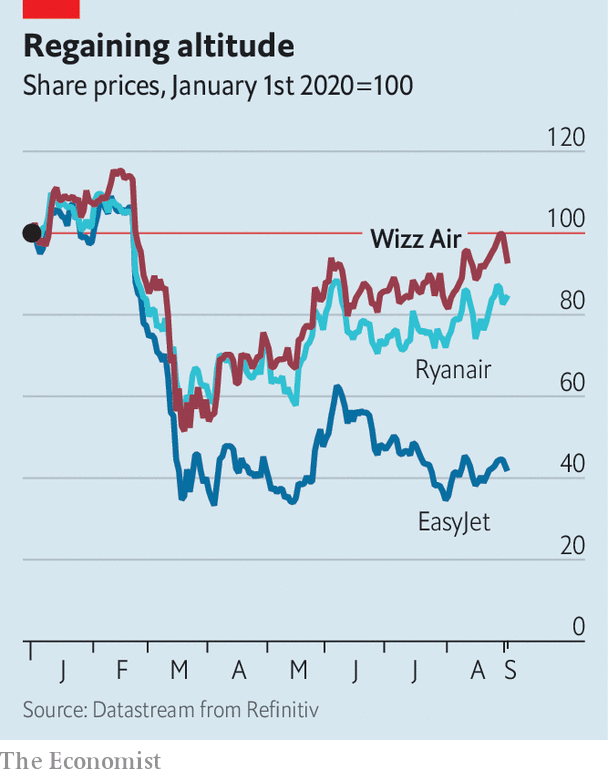 Regaining altitude
Share prices, January 1st 2020=100
120
100
Wizz Air
80
Ryanair
60
40
EasyJet
20
0
J F M A M J J A S
Source: Datastream from Refinitiv
The Economist